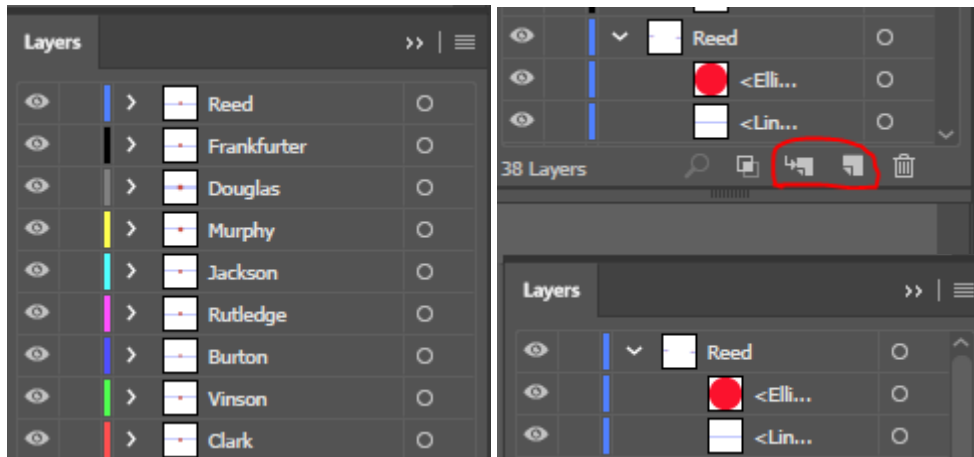 Layers
Reed
Frankfurter
Douglas
Murphy
Jackson
Rutledge
Burton
Vinson
Clark
Reed
<Elli...
<Lin...
38 Layers
Layers
Reed
<Elli...
<Lin...